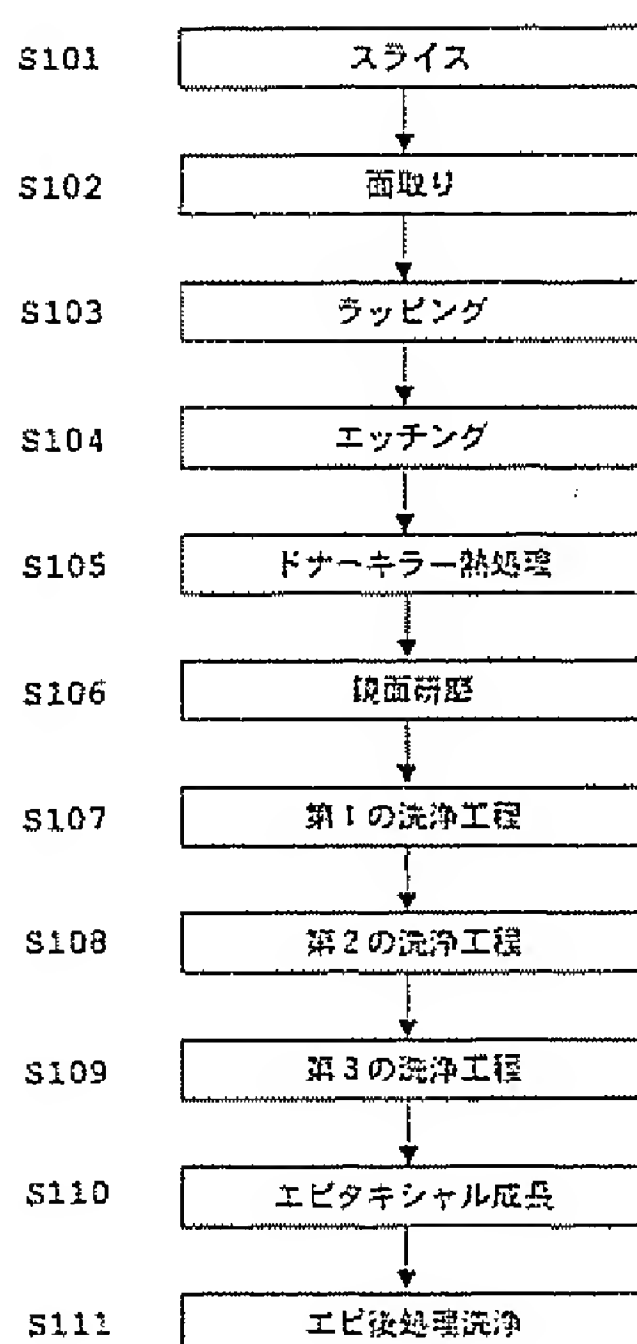 S101 スライス
S102 面取り
S103 ラッピング
S104 エッチング
S105 ドナーキラー熱処理
S106 鏡面研磨
S107 第1の洗浄工程
S108 第2の洗浄工程
S109 第3の洗浄工程
S110 エピタキシャル成長
S111 エピ後処理洗浄